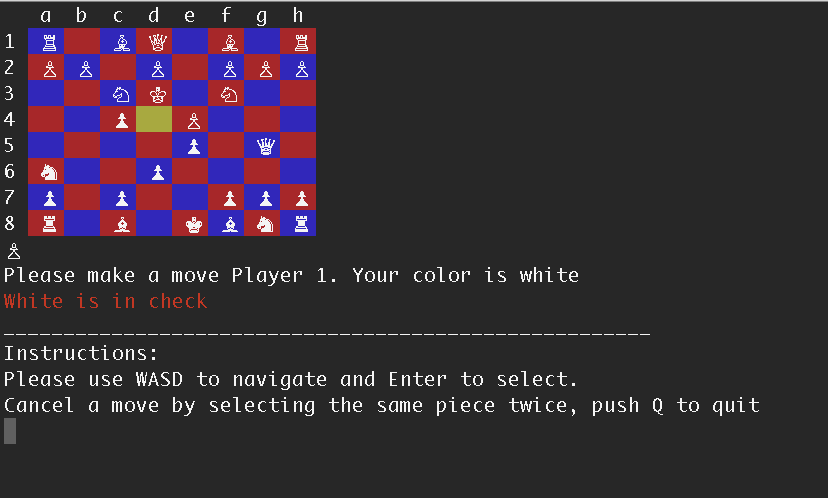 a b c d e f g h
1 ♖ ♗ ♕ ♗ ♖
2 ♙ ♙ ♙ ♙ ♙ ♙
3 ♘ ♔ ♘
4 ♟ ♙
5 ♟ ♛
6 ♞ ♟
7 ♟ ♟ ♟ ♟ ♟
8 ♜ ♝ ♚ ♝ ♞ ♜
♙
Please make a move Player 1. Your color is white
White is in check
______________________________________________________
Instructions:
Please use WASD to navigate and Enter to select.
Cancel a move by selecting the same piece twice, push Q to quit